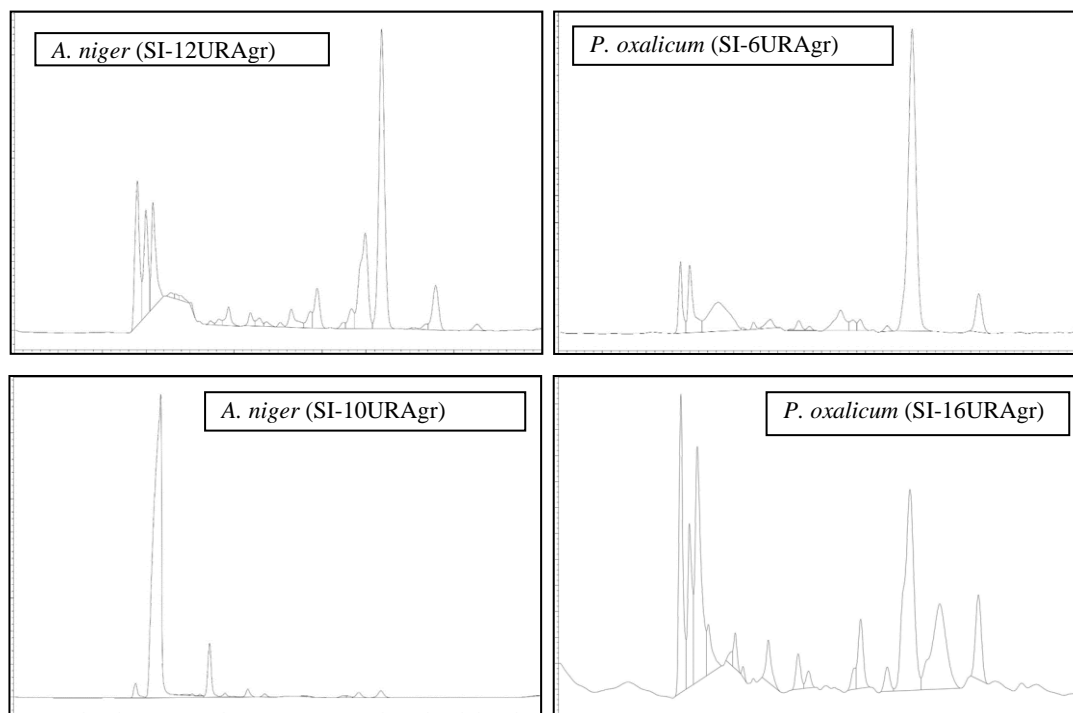 A. niger (SI-12URAgr)
P. oxalicum (SI-6URAgr)
A. niger (SI-10URAgr)
P. oxalicum (SI-16URAgr)